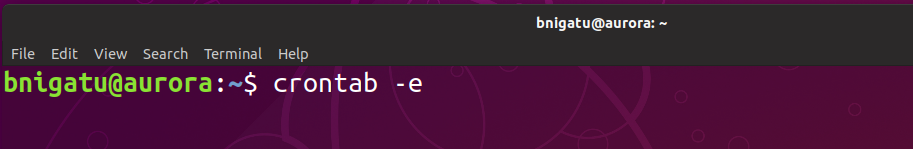 bnigatu@aurora: ~
File Edit View Search Terminal Help
bnigatu@aurora:~$ crontab -e